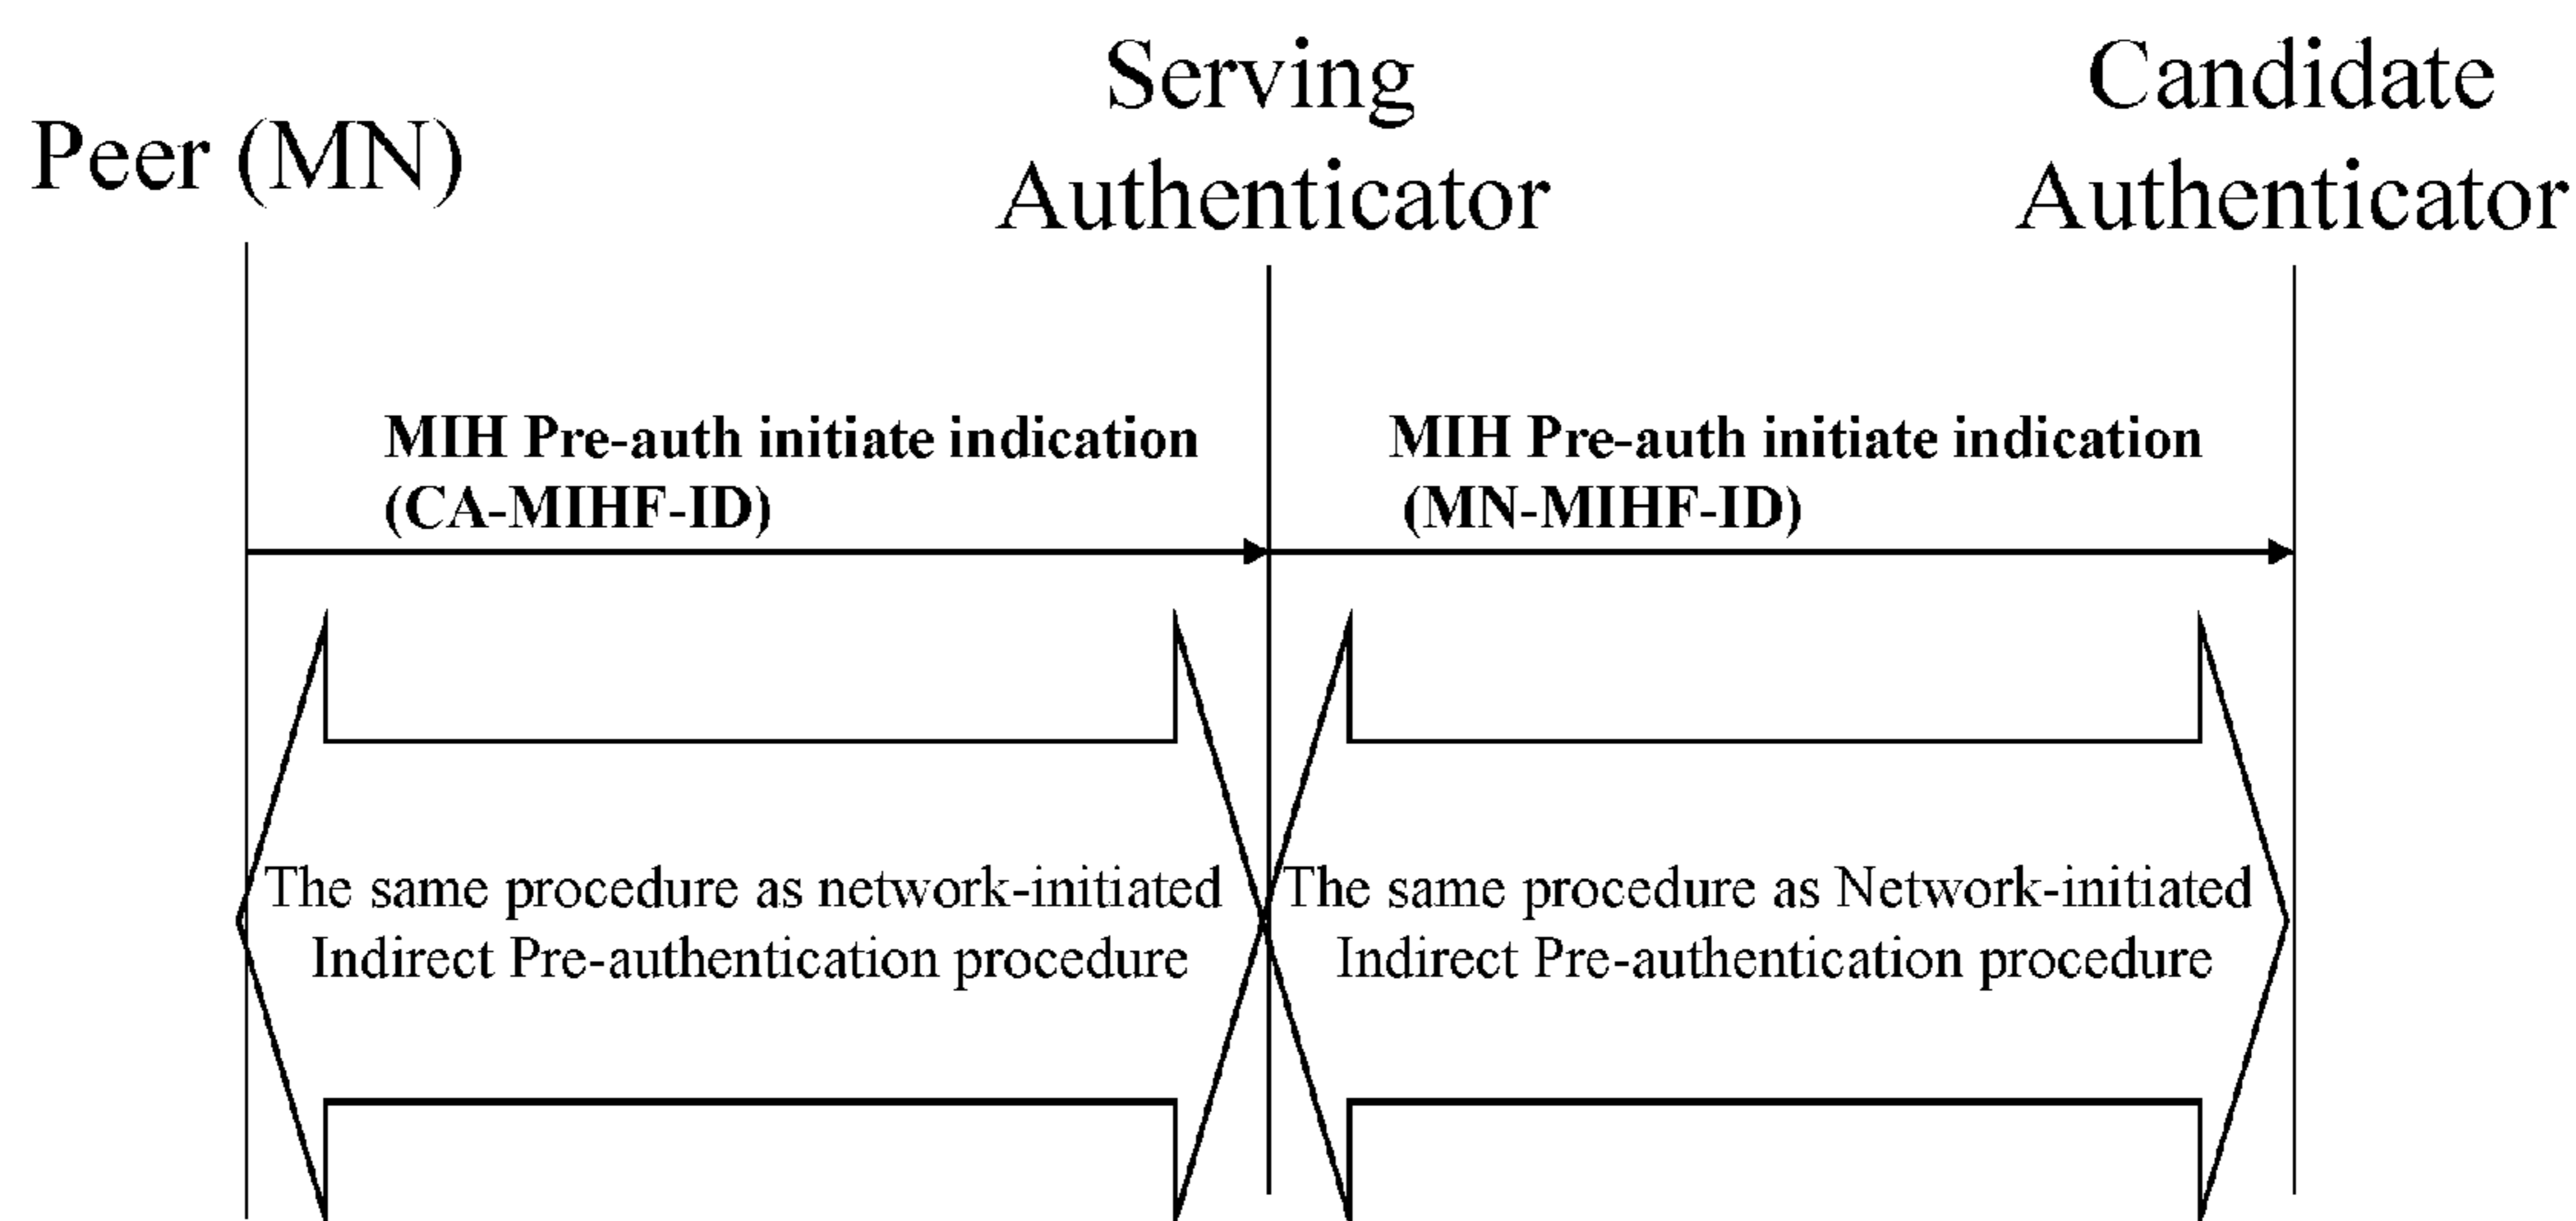 Peer (MN)
Serving
Authenticator
Candidate
Authenticator
MIH Pre-auth initiate indication
(CA-MIHF-ID)
MIH Pre-auth initiate indication
(MN-MIHF-ID)
The same procedure as network-initiated
Indirect Pre-authentication procedure
The same procedure as Network-initiated
Indirect Pre-authentication procedure